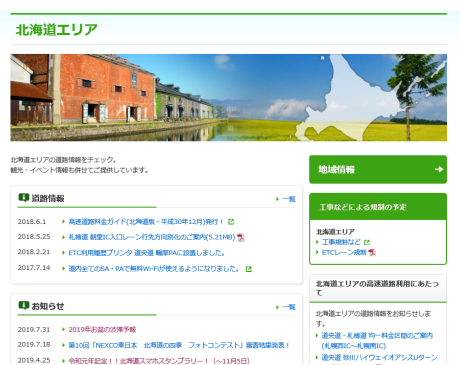 北海道エリア
北海道エリアの道路情報をチェック。
観光・イベント情報も併せてご提供しています。
道路情報
一覧
2018.6.1 高速道路料金ガイド(北海道版・平成30年12月)発行！
2018.5.25 札樽道 朝里IC入口レーン行先方向別化のご案内(5.21MB)
2018.2.21 ETC利用履歴プリンタ 道央道 輪厚PAに設置しました。
2017.7.14 道内全てのSA・PAで無料Wi-Fiが使えるようになりました。
お知らせ
一覧
2019.7.31 2019年お盆の渋滞予報
2019.7.18 第10回「NEXCO東日本 北海道の四季 フォトコンテスト」審査結果発表！
2019.4.25 令和元年記念！！北海道スマホスタンプラリー！（～11月5日）
地域情報
工事などによる規制の予定
北海道エリア
工事規制など
ETCレーン規制
北海道エリアの高速道路利用にあたっ
て
北海道の道路情報をお知らせしま
す。
道央道・札樽道 均一料金区間のご案内
(札幌西IC～札幌南IC)
道央道 砂川ハイウェイオアシスUターン